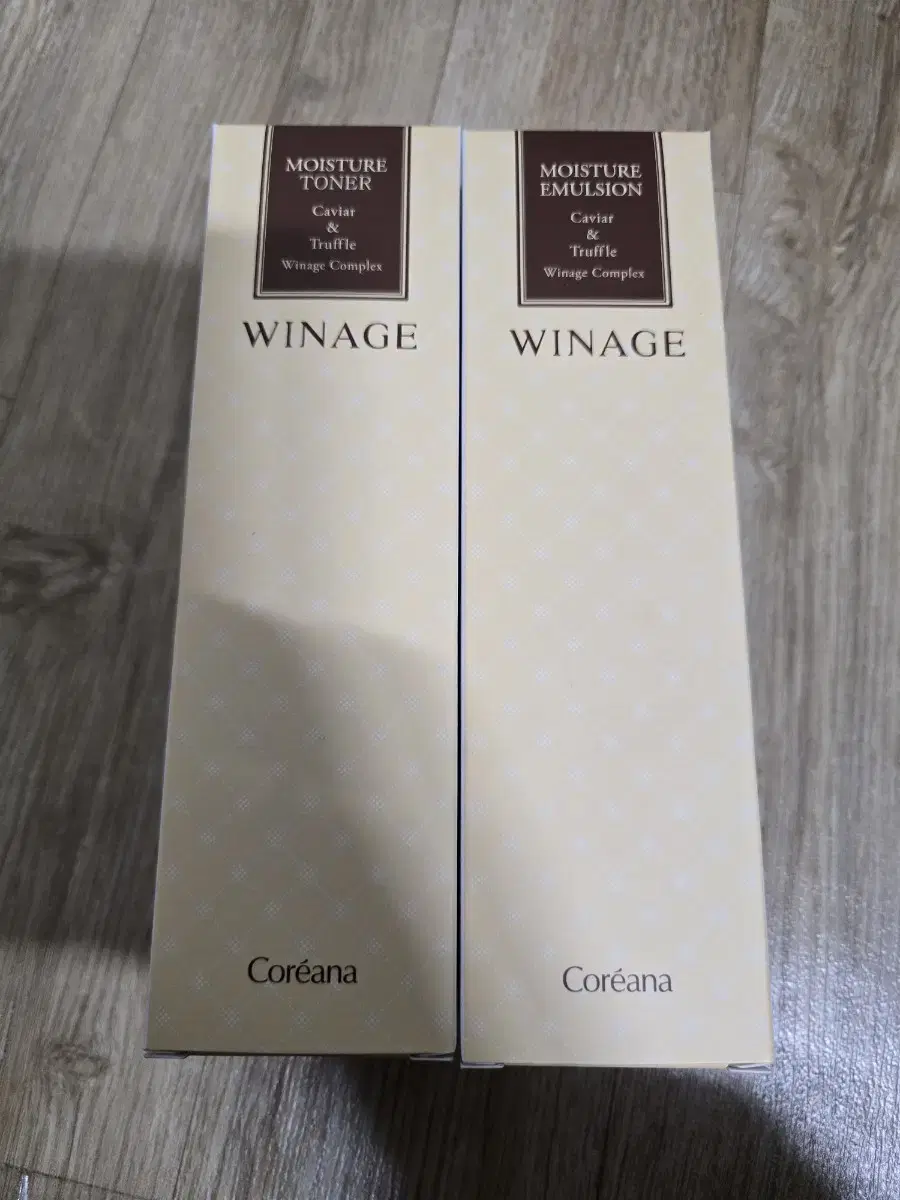 MOISTURE
TONER
Caviar
&
Truffle
Winage Complex
WINAGE
Coréana
MOISTURE
EMULSION
Caviar
&
Truffle
Winage Complex
WINAGE
Coréana